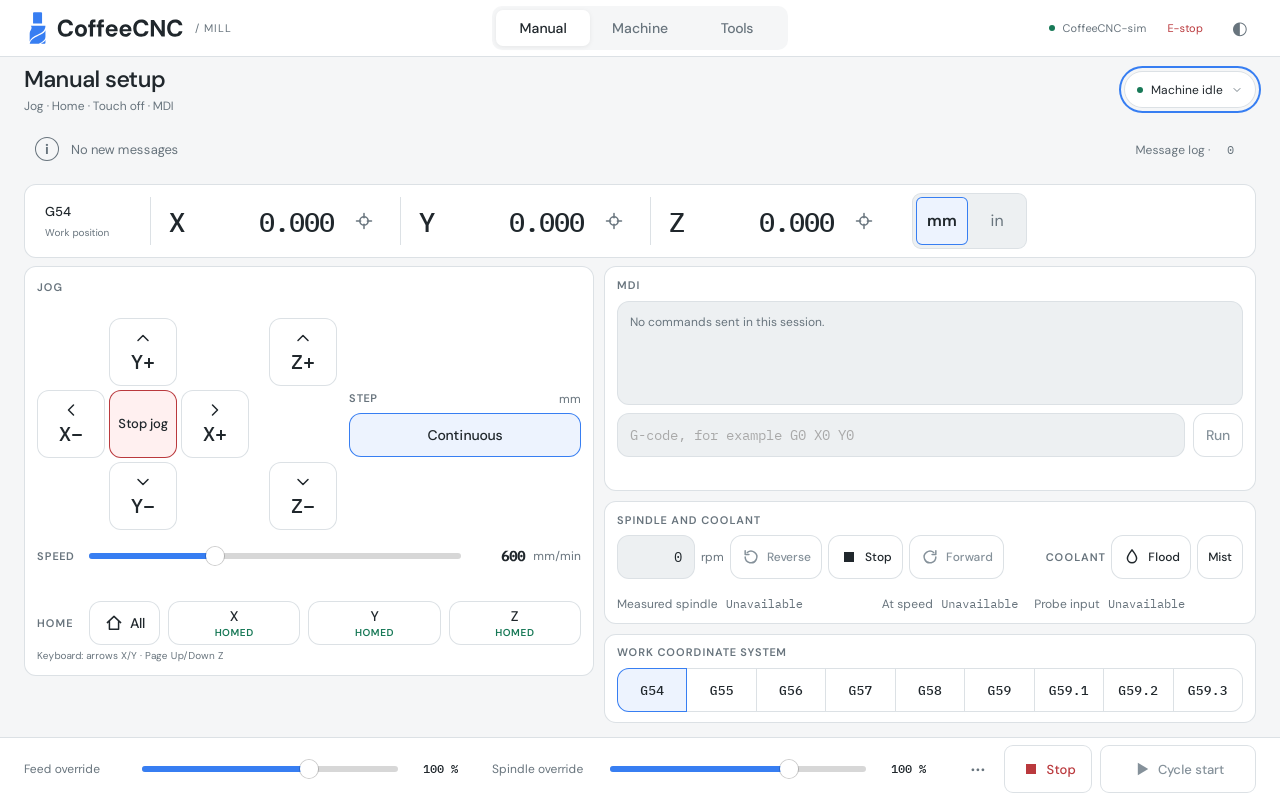 CoffeeCNC / MILL
Manual Machine Tools
CoffeeCNC-sim E-stop
Manual setup
Jog · Home · Touch off · MDI
Machine idle
i No new messages
Message log · 0
G54
Work position
X 0.000 Y 0.000 Z 0.000 mm in
JOG
Y+ Z+
X− Stop jog X+
Y− Z−
STEP mm
Continuous
SPEED 600 mm/min
HOME All
X HOMED
Y HOMED
Z HOMED
Keyboard: arrows X/Y · Page Up/Down Z
MDI
No commands sent in this session.
G-code, for example G0 X0 Y0 Run
SPINDLE AND COOLANT
0 rpm Reverse Stop Forward COOLANT Flood Mist
Measured spindle Unavailable At speed Unavailable Probe input Unavailable
WORK COORDINATE SYSTEM
G54 G55 G56 G57 G58 G59 G59.1 G59.2 G59.3
Feed override 100 % Spindle override 100 % ... Stop Cycle start